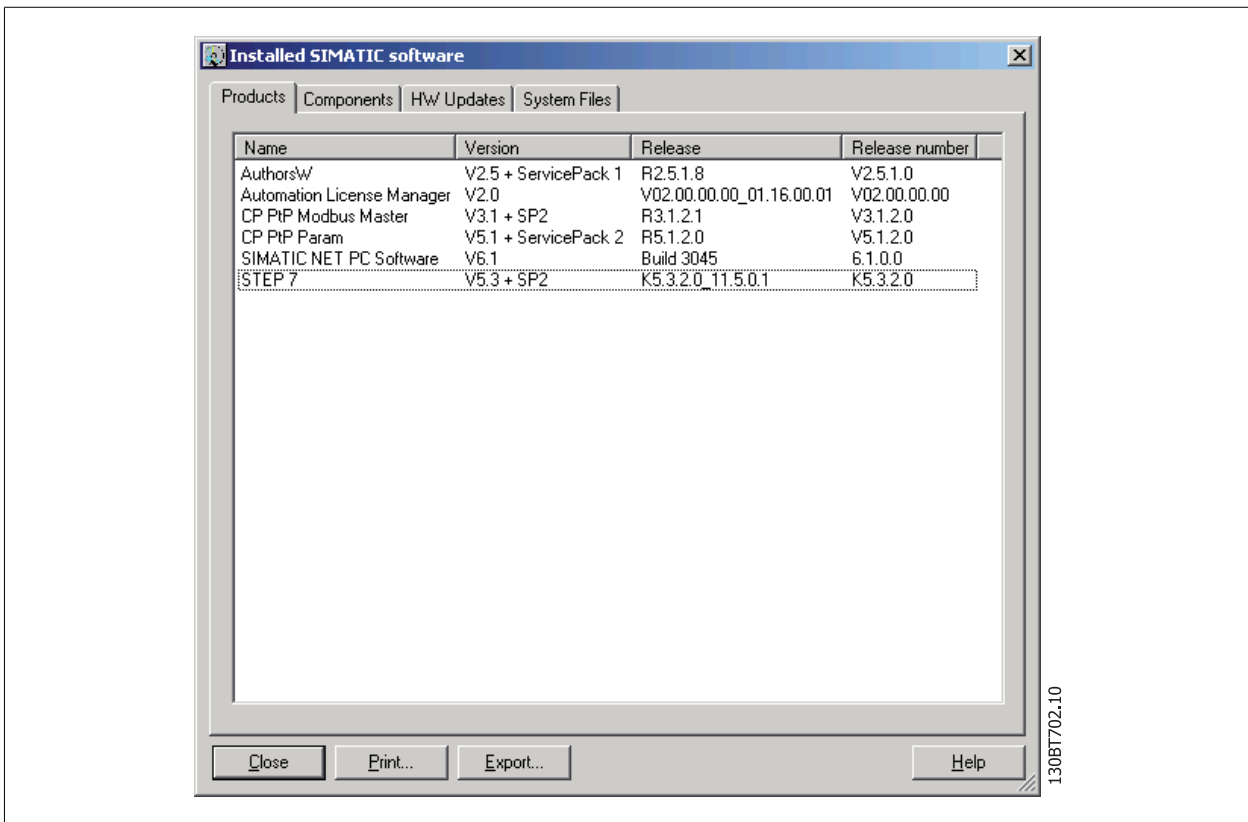 Installed SIMATIC software
Products Components HW Updates System Files
Name Version Release Release number
AuthorsW V2.5 + ServicePack 1 R2.5.1.8 V2.5.1.0
Automation License Manager V2.0 V02.00.00.00_01.16.00.01 V02.00.00.00
CP PtP Modbus Master V3.1 + SP2 R3.1.2.1 V3.1.2.0
CP PtP Param V5.1 + ServicePack 2 R5.1.2.0 V5.1.2.0
SIMATIC NET PC Software V6.1 Build 3045 6.1.0.0
STEP 7 V5.3 + SP2 K5.3.2.0_11.5.0.1 K5.3.2.0
Close Print... Export... Help
130BT702.10